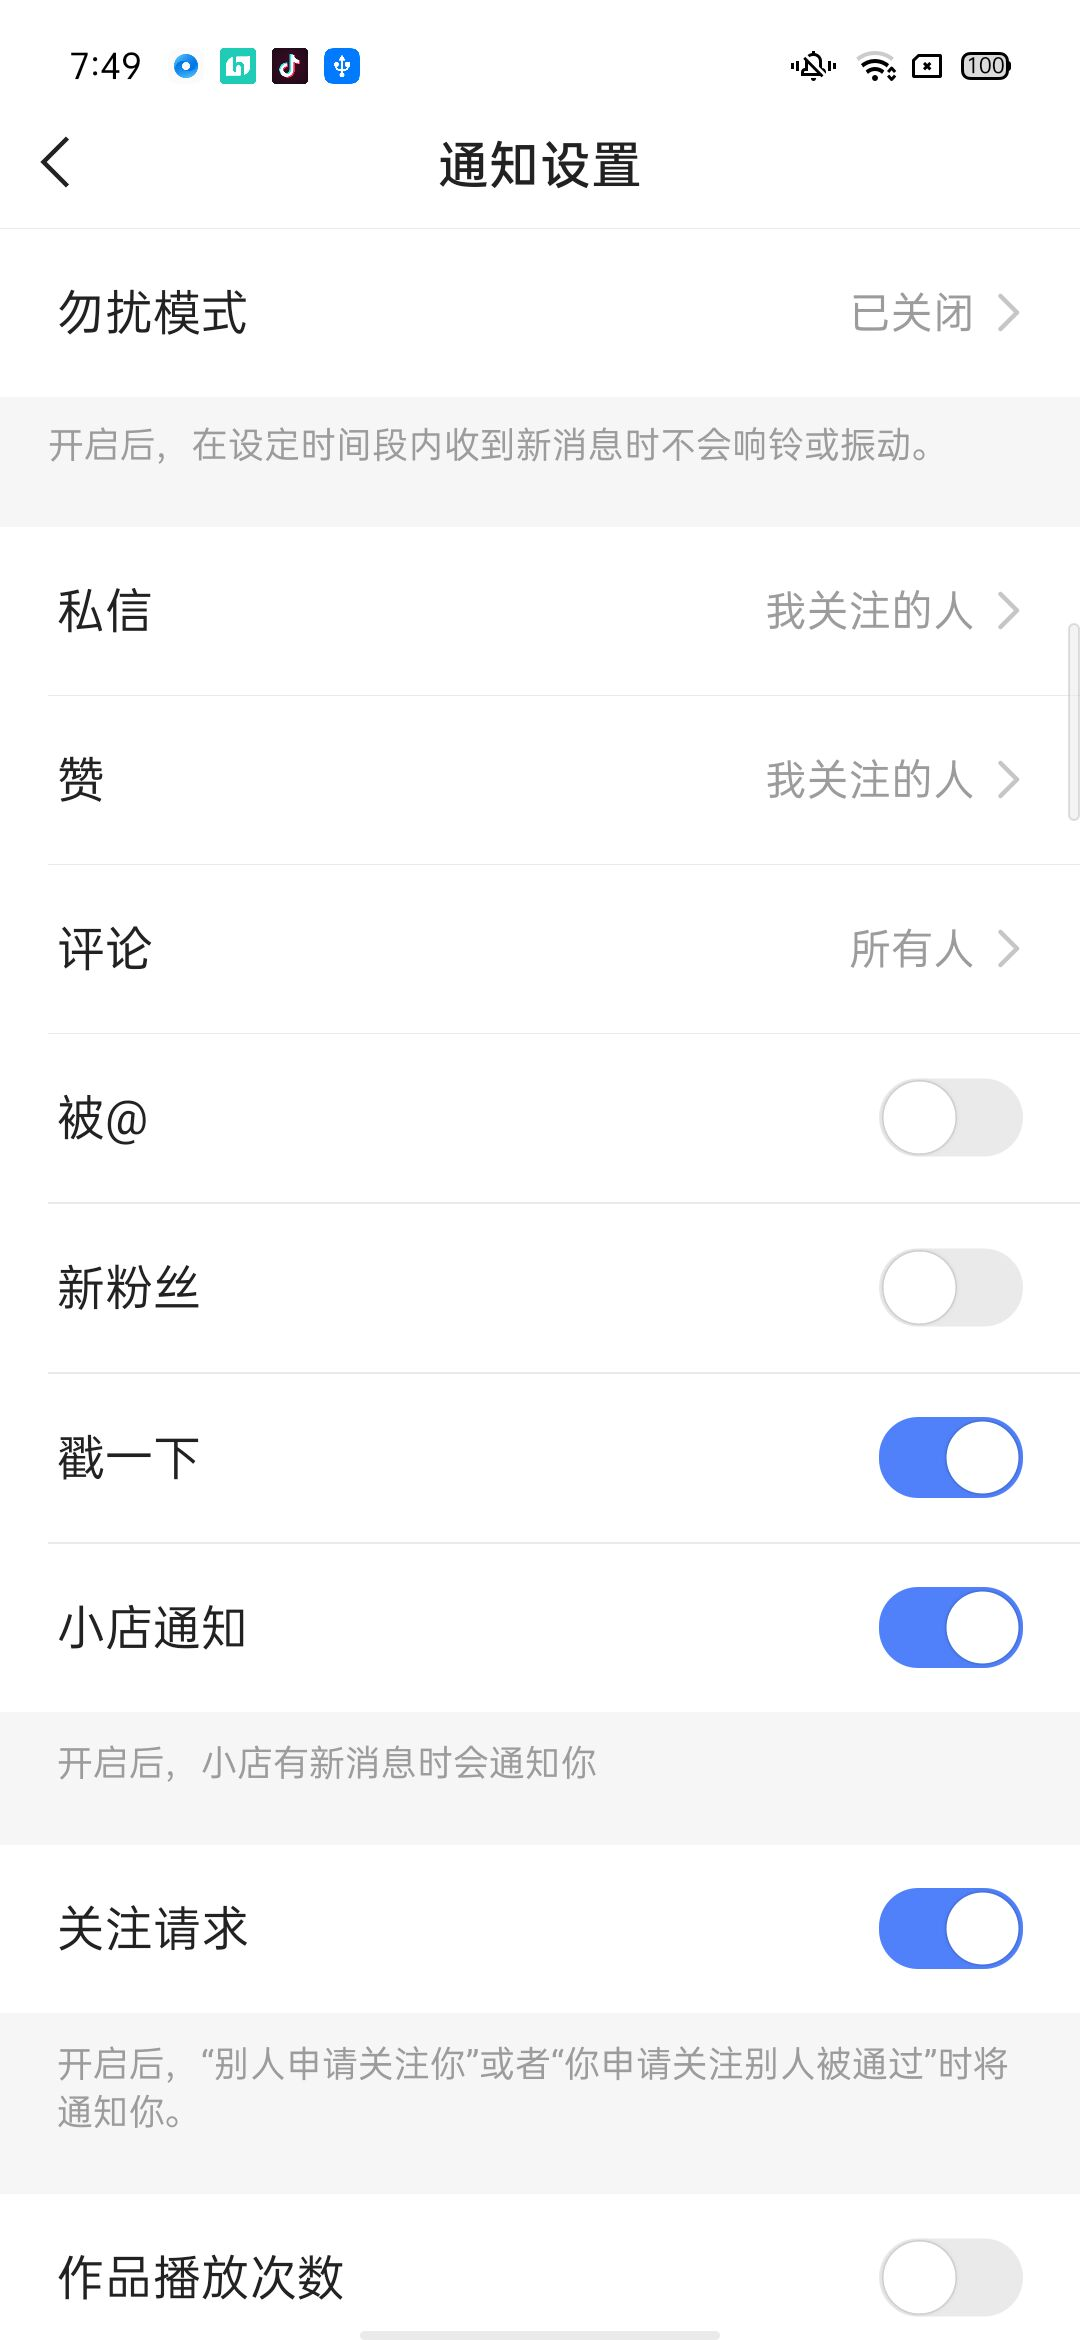 7:49
100
通知设置
勿扰模式 已关闭
开启后，在设定时间段内收到新消息时不会响铃或振动。
私信 我关注的人
赞 我关注的人
评论 所有人
被@
新粉丝
戳一下
小店通知
开启后，小店有新消息时会通知你
关注请求
开启后，“别人申请关注你”或者“你申请关注别人被通过”时将
通知你。
作品播放次数